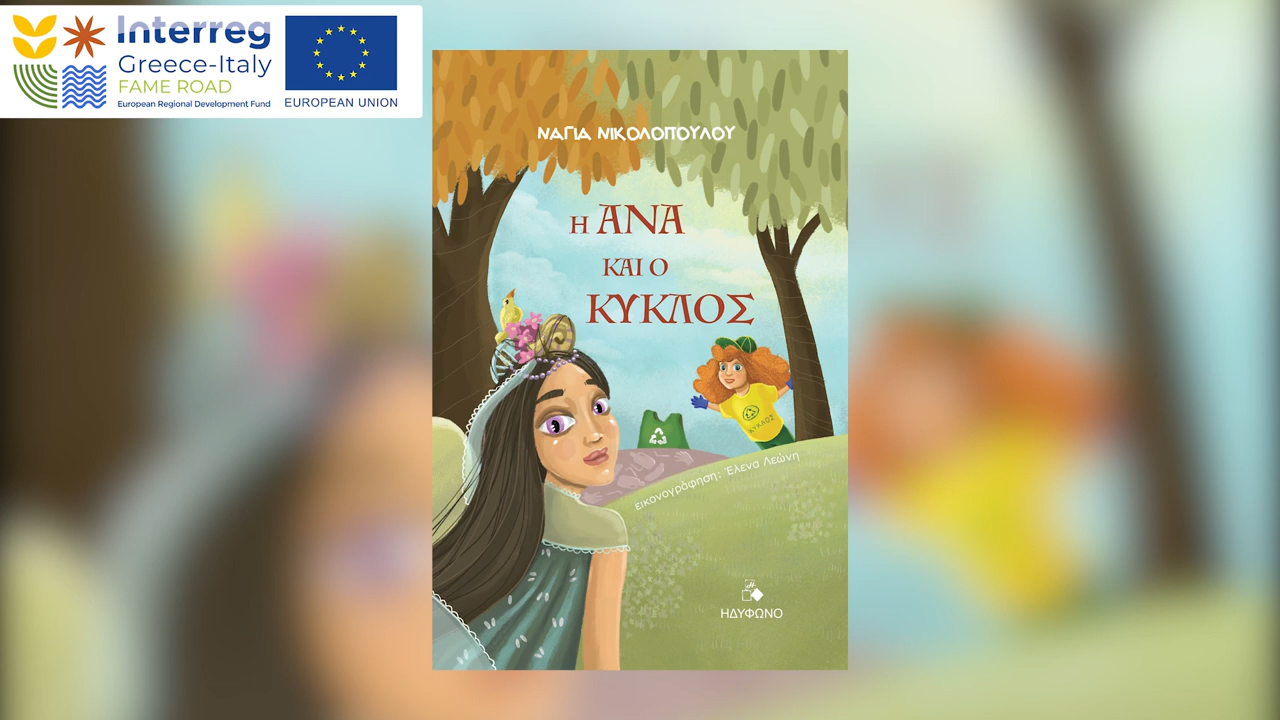 Interreg
Greece-Italy
FAME ROAD
European Regional Development Fund
EUROPEAN UNION
ΝΑΓΙΑ ΝΙΚΟΛΟΠΟΥΛΟΥ
Η ΑΝΑ
ΚΑΙ Ο
ΚΥΚΛΟΣ
ΚΥΚΛΟΣ
εικονογράφηση: Έλενα Λεώνη
ΗΔΥΦΩΝΟ